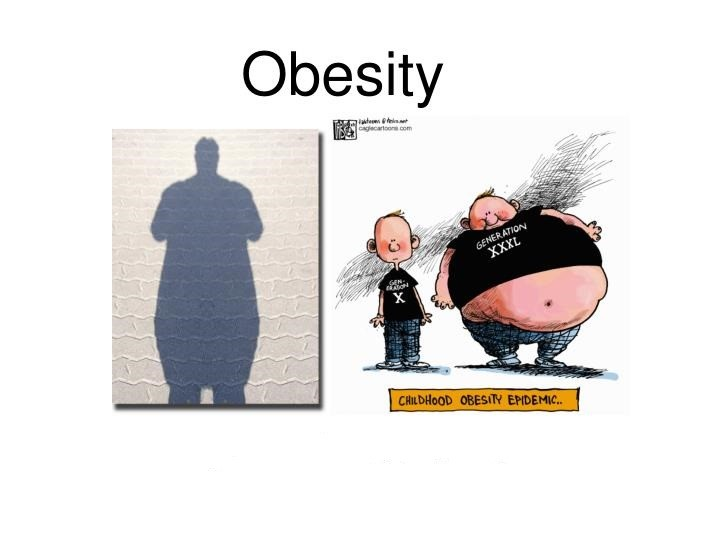 Obesity
caglecartoons.com
GENERATION
XXXL
GEN-
ERATION
X
CHILDHOOD OBESITY EPIDEMIC..